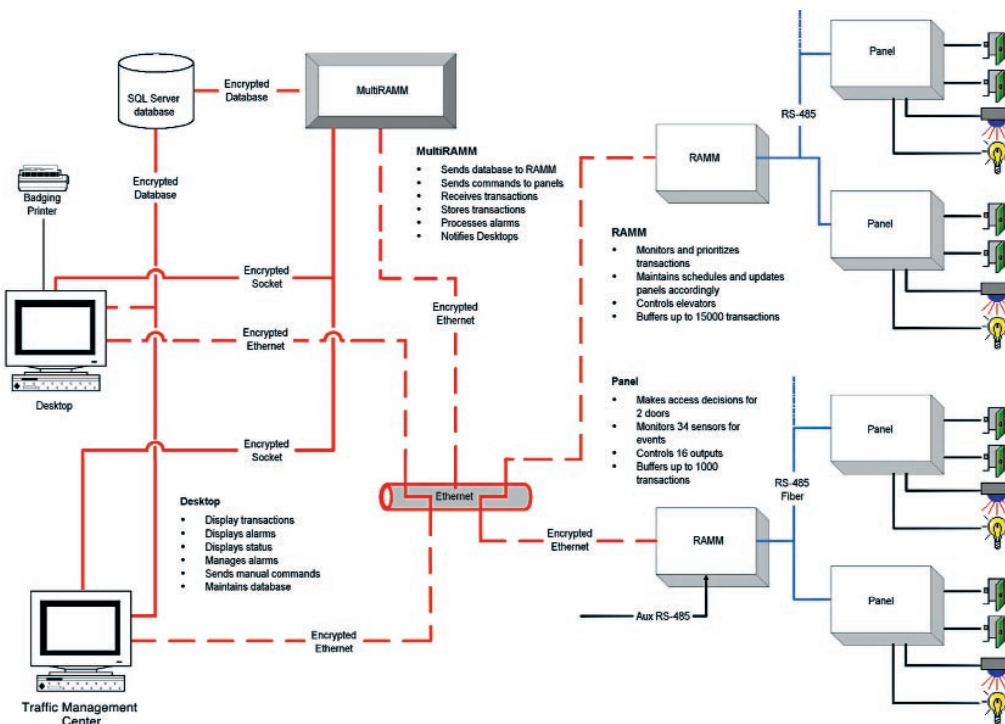 SQL Server
database
Encrypted
Database
MultiRAMM
Badging
Printer
Encrypted
Database
MultiRAMM
• Sends database to RAMM
• Sends commands to panels
• Receives transactions
• Stores transactions
• Processes alarms
• Notifies Desktops
Encrypted
Socket
Encrypted
Ethernet
Encrypted
Ethernet
Desktop
Encrypted
Socket
Ethernet
Desktop
• Display transactions
• Displays alarms
• Displays status
• Manages alarms
• Sends manual commands
• Maintains database
Encrypted
Ethernet
Traffic Management
Center
RAMM
RS-485
Panel
Panel
RAMM
• Monitors and prioritizes
transactions
• Maintains schedules and updates
panels accordingly
• Controls elevators
• Buffers up to 15000 transactions
Panel
• Makes access decisions for
2 doors
• Monitors 34 sensors for
events
• Controls 16 outputs
• Buffers up to 1000
transactions
Encrypted
Ethernet
RAMM
Aux RS-485
RS-485
Fiber
Panel
Panel